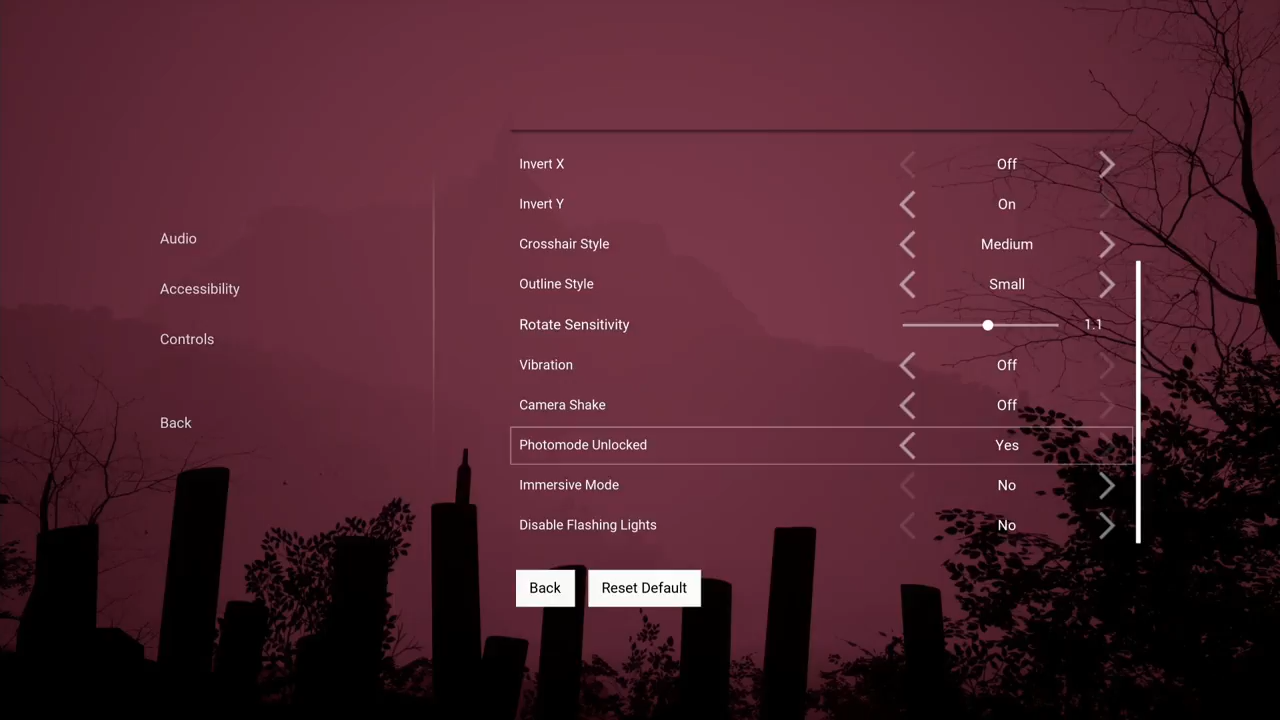 Audio
Accessibility
Controls
Back
Invert X Off
Invert Y On
Crosshair Style Medium
Outline Style Small
Rotate Sensitivity 1.1
Vibration Off
Camera Shake Off
Photomode Unlocked Yes
Immersive Mode No
Disable Flashing Lights No
Back Reset Default